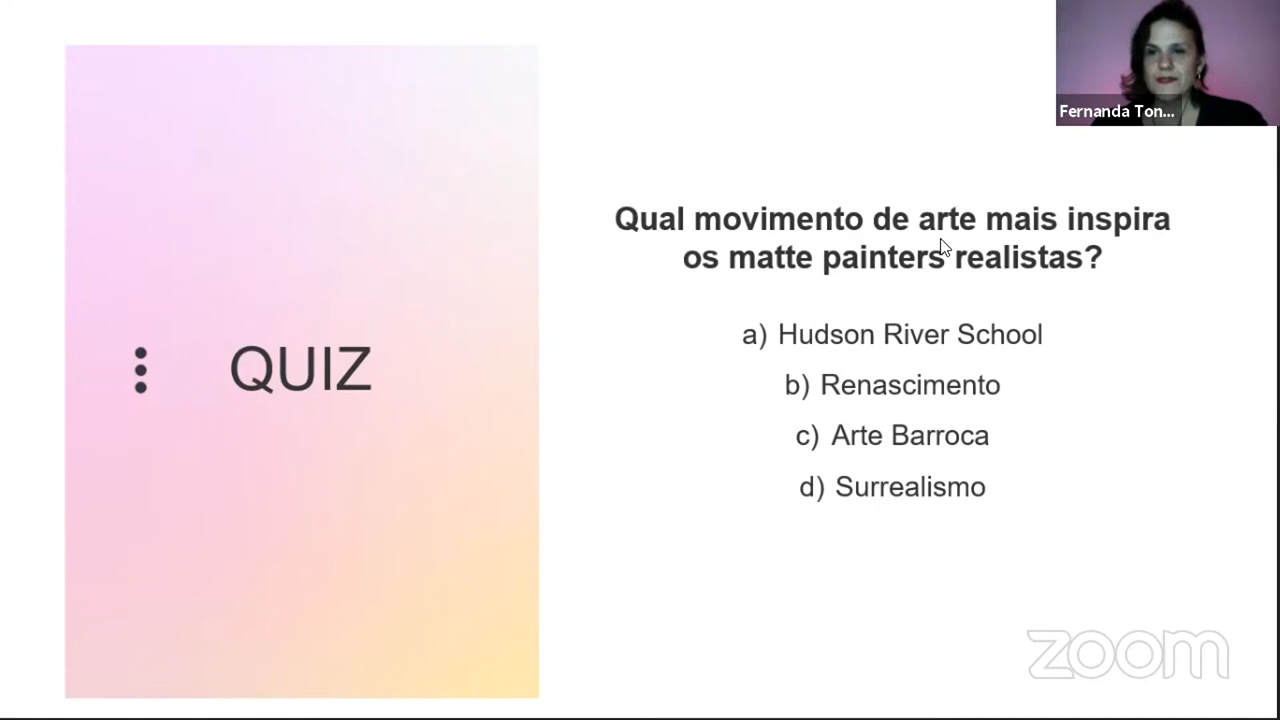 Fernanda Ton...
Qual movimento de arte mais inspira
os matte painters realistas?
QUIZ
a) Hudson River School
b) Renascimento
c) Arte Barroca
d) Surrealismo
zoom